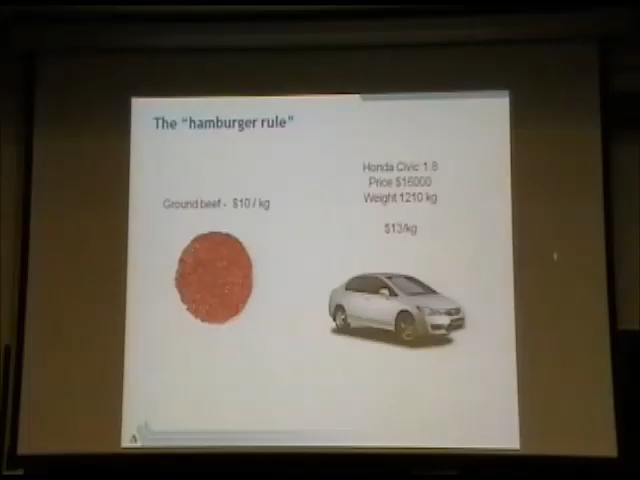 The "hamburger rule"
Ground beef - $10 / kg
Honda Civic 1.8
Price $16000
Weight 1210 kg
$13/kg